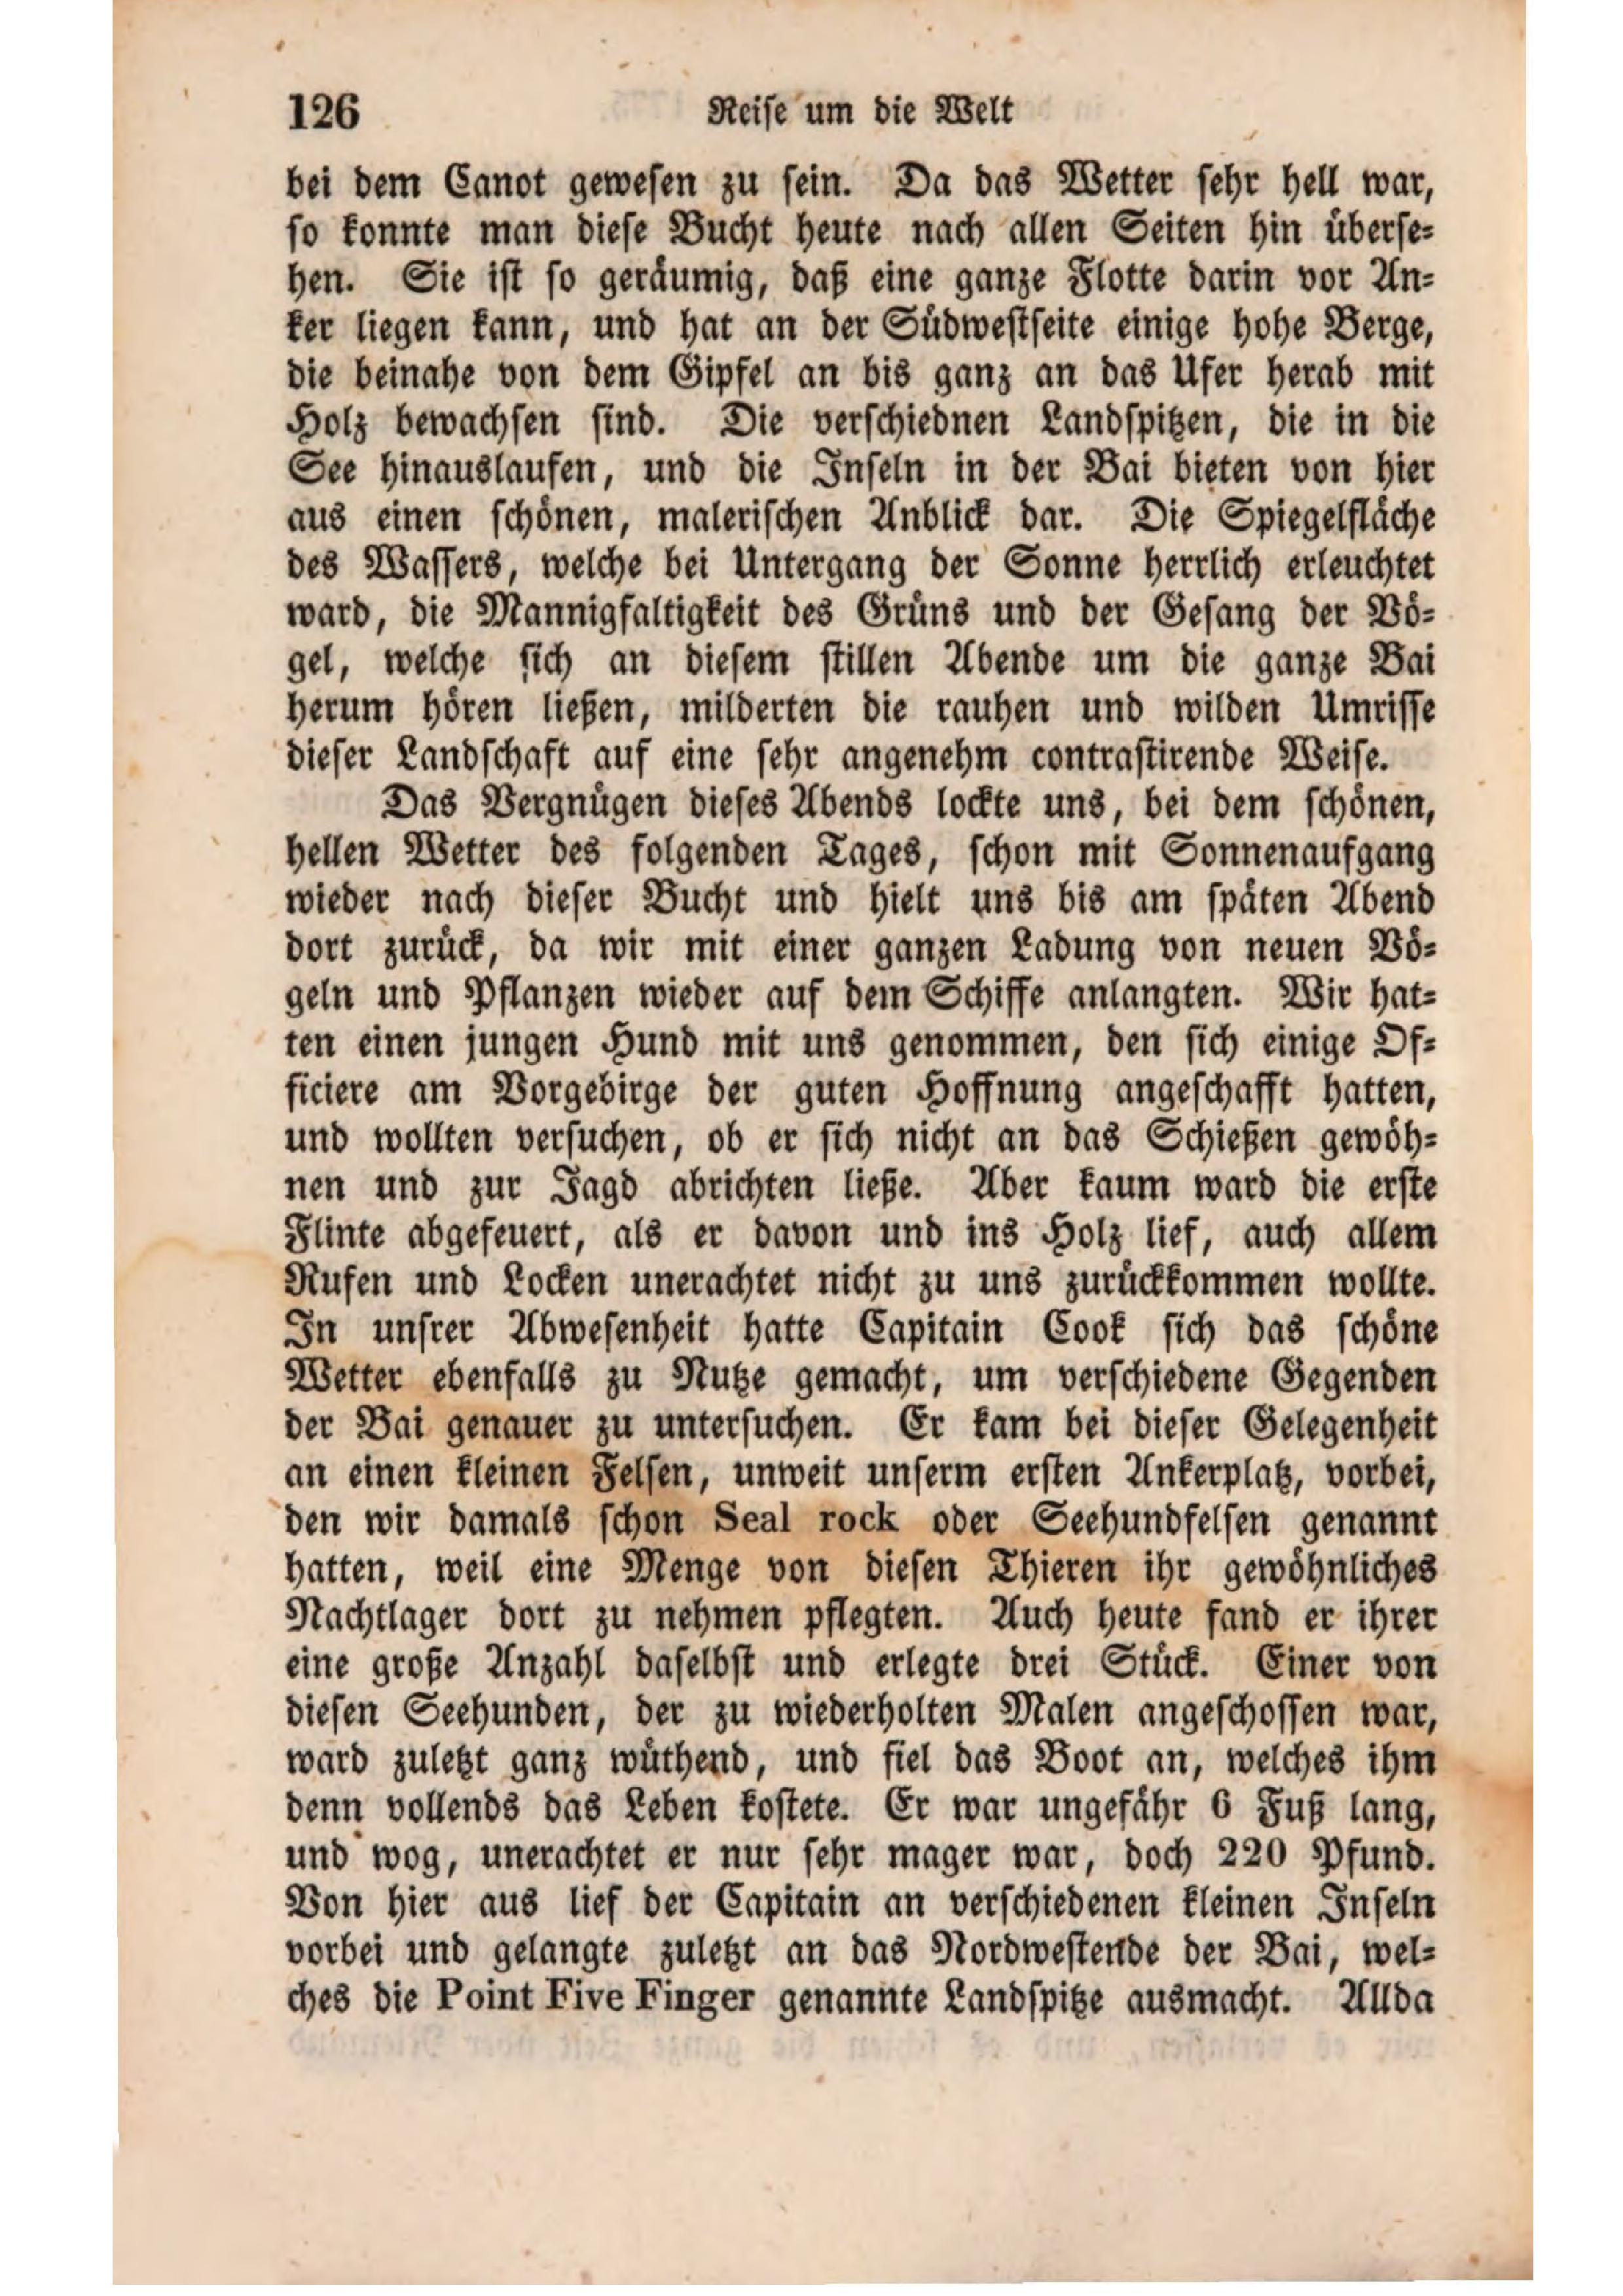 126 Reise um die Welt
bei dem Canot gewesen zu sein. Da das Wetter sehr hell war,
so konnte man diese Bucht heute nach allen Seiten hin überse-
hen. Sie ist so geräumig, daß eine ganze Flotte darin vor An-
ker liegen kann, und hat an der Südwestseite einige hohe Berge,
die beinahe von dem Gipfel an bis ganz an das Ufer herab mit
Holz bewachsen sind. Die verschiednen Landspitzen, die in die
See hinauslaufen, und die Inseln in der Bai bieten von hier
aus einen schönen, malerischen Anblick dar. Die Spiegelfläche
des Wassers, welche bei Untergang der Sonne herrlich erleuchtet
ward, die Mannigfaltigkeit des Grüns und der Gesang der Vö-
gel, welche sich an diesem stillen Abende um die ganze Bai
herum hören ließen, milderten die rauhen und wilden Umrisse
dieser Landschaft auf eine sehr angenehm contrastirende Weise.
Das Vergnügen dieses Abends lockte uns, bei dem schönen,
hellen Wetter des folgenden Tages, schon mit Sonnenaufgang
wieder nach dieser Bucht und hielt uns bis am späten Abend
dort zurück, da wir mit einer ganzen Ladung von neuen Vö-
geln und Pflanzen wieder auf dem Schiffe anlangten. Wir hat-
ten einen jungen Hund mit uns genommen, den sich einige Of-
ficiere am Vorgebirge der guten Hoffnung angeschafft hatten,
und wollten versuchen, ob er sich nicht an das Schießen gewöh-
nen und zur Jagd abrichten ließe. Aber kaum ward die erste
Flinte abgefeuert, als er davon und ins Holz lief, auch allem
Rufen und Locken unerachtet nicht zu uns zurückkommen wollte.
In unsrer Abwesenheit hatte Capitain Cook sich das schöne
Wetter ebenfalls zu Nutze gemacht, um verschiedene Gegenden
der Bai genauer zu untersuchen. Er kam bei dieser Gelegenheit
an einen kleinen Felsen, unweit unserm ersten Ankerplatz, vorbei,
den wir damals schon Seal rock oder Seehundfelsen genannt
hatten, weil eine Menge von diesen Thieren ihr gewöhnliches
Nachtlager dort zu nehmen pflegten. Auch heute fand er ihrer
eine große Anzahl daselbst und erlegte drei Stück. Einer von
diesen Seehunden, der zu wiederholten Malen angeschossen war,
ward zuletzt ganz wüthend, und fiel das Boot an, welches ihm
denn vollends das Leben kostete. Er war ungefähr 6 Fuß lang,
und wog, unerachtet er nur sehr mager war, doch 220 Pfund.
Von hier aus lief der Capitain an verschiedenen kleinen Inseln
vorbei und gelangte zuletzt an das Nordwestende der Bai, wel-
ches die Point Five Finger genannte Landspitze ausmacht. Allda